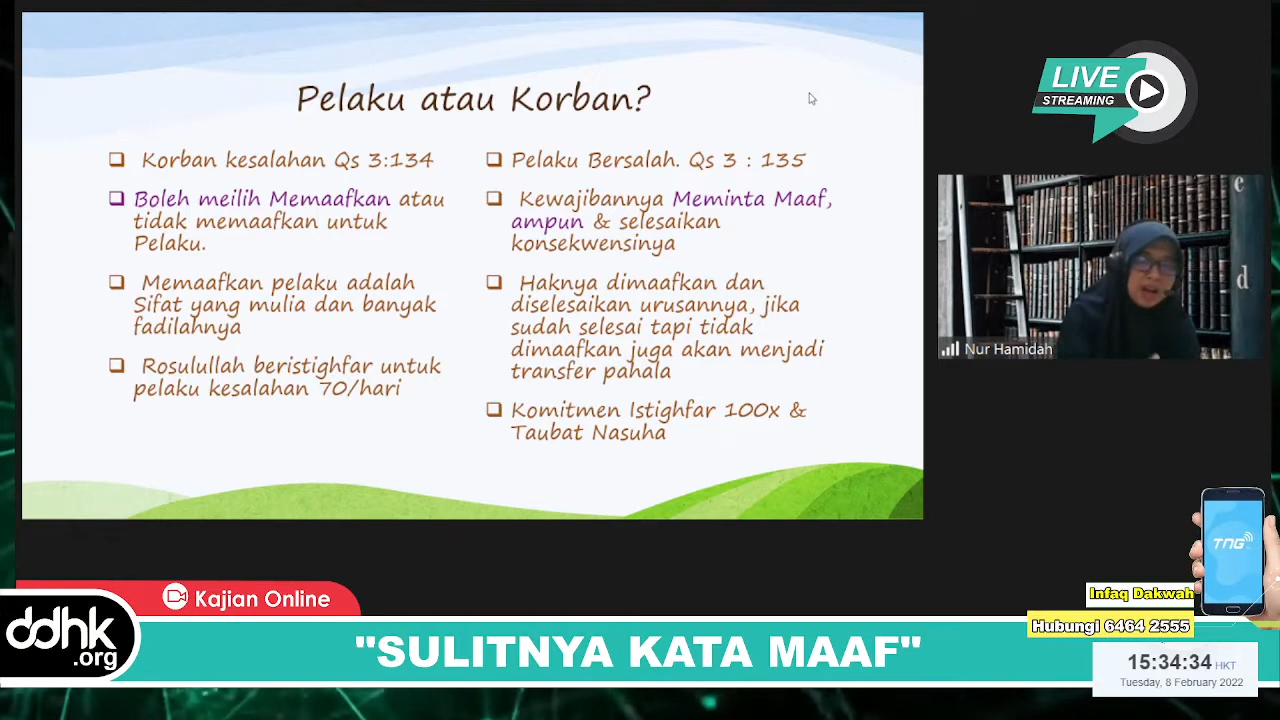 Pelaku atau Korban?
Korban kesalahan Qs 3:134
Boleh meilih Memaafkan atau
tidak memaafkan untuk
Pelaku.
Memaafkan pelaku adalah
Sifat yang mulia dan banyak
fadilahnya
Rosulullah beristighfar untuk
pelaku kesalahan 70/hari
Pelaku Bersalah. Qs 3 : 135
Kewajibannya Meminta Maaf,
ampun & selesaikan
konsekwensinya
Haknya dimaafkan dan
diselesaikan urusannya, jika
sudah selesai tapi tidak
dimaafkan juga akan menjadi
transfer pahala
Komitmen Istighfar 100x &
Taubat Nasuha
LIVE
STREAMING
e
d
Nur Hamidah
TNG
Kajian Online
ddhk
.org
"SULITNYA KATA MAAF"
Infaq Dakwah
Hubungi 6464 2555
15:34:34 HKT
Tuesday, 8 February 2022